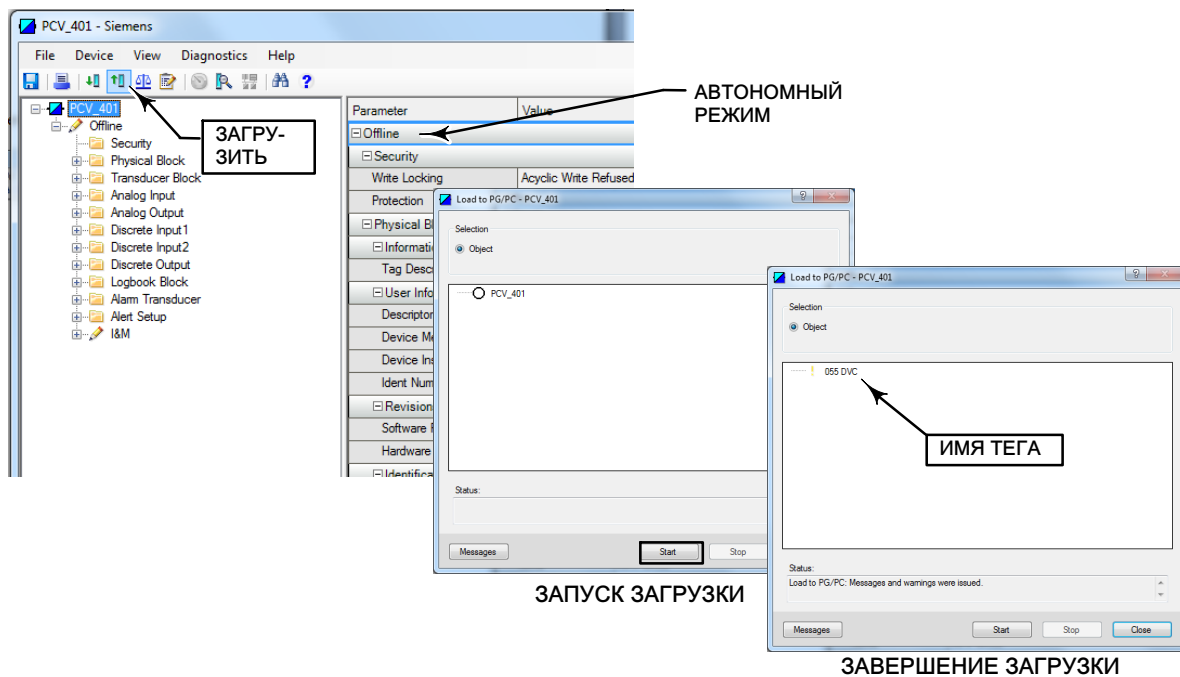 PCV_401 - Siemens
File Device View Diagnostics Help
PCV_401
Offline
Security
Physical Block
Transducer Block
Analog Input
Analog Output
Discrete Input1
Discrete Input2
Discrete Output
Logbook Block
Alarm Transducer
Alert Setup
I&M
ЗАГРУ-
ЗИТЬ
АВТОНОМНЫЙ
РЕЖИМ
Parameter Value
Offline
Security
Write Locking Acyclic Write Refused
Protection
Physical Bl
Informati
Tag Descr
User Info
Descriptor
Device Me
Device Ins
Ident Num
Revision
Software R
Hardware
Identifica
Load to PG/PC - PCV_401
Selection
Object
PCV_401
Status:
Messages Start Stop
ЗАПУСК ЗАГРУЗКИ
Load to PG/PC - PCV_401
Selection
Object
055 DVC
ИМЯ ТЕГА
Status:
Load to PG/PC: Messages and warnings were issued.
Messages Start Stop Close
ЗАВЕРШЕНИЕ ЗАГРУЗКИ